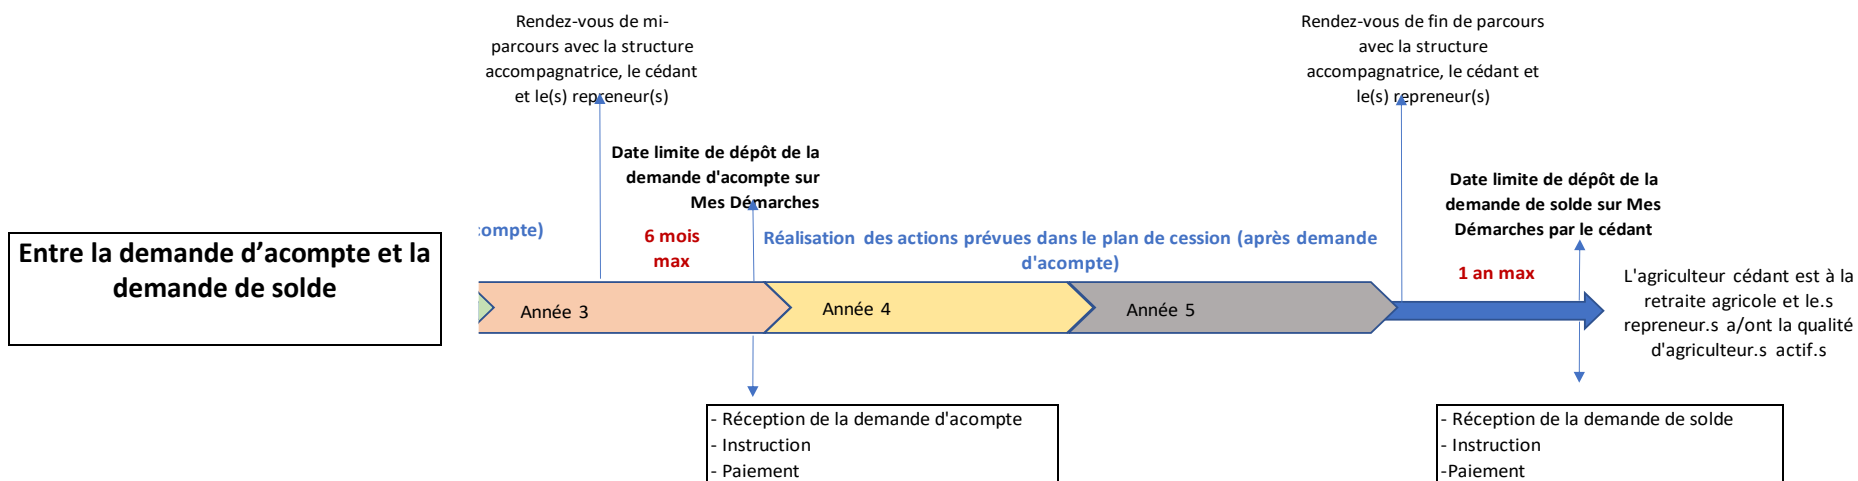 Rendez-vous de mi-
parcours avec la structure
accompagnatrice, le cédant
et le(s) repreneur(s)
Rendez-vous de fin de parcours
avec la structure
accompagnatrice, le cédant et
le(s) repreneur(s)
Date limite de dépôt de la
demande d'acompte sur
Mes Démarches
Date limite de dépôt de la
demande de solde sur Mes
Démarches par le cédant
Entre la demande d’acompte et la
demande de solde
compte)
6 mois
max
Réalisation des actions prévues dans le plan de cession (après demande
d'acompte)
1 an max
Année 3
Année 4
Année 5
L'agriculteur cédant est à la
retraite agricole et le.s
repreneur.s a/ont la qualité
d'agriculteur.s actif.s
- Réception de la demande d'acompte
- Instruction
- Paiement
- Réception de la demande de solde
- Instruction
-Paiement